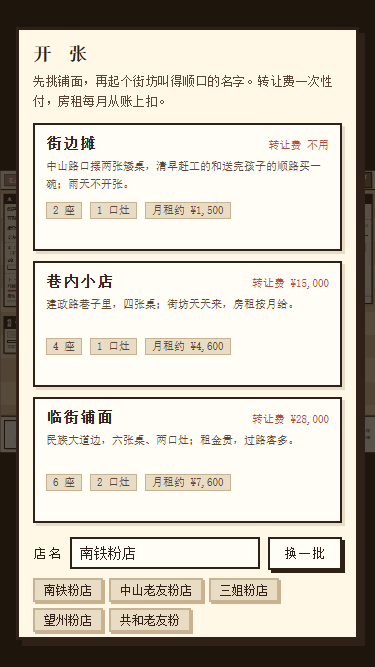 开 张
先挑铺面，再起个街坊叫得顺口的名字。转让费一次性
付，房租每月从账上扣。
街边摊
转让费 不用
中山路口摆两张矮桌，清早赶工的和送完孩子的顺路买一
碗；雨天不开张。
2 座
1 口灶
月租约 ¥1,500
巷内小店
转让费 ¥15,000
建政路巷子里，四张桌；街坊天天来，房租按月给。
4 座
1 口灶
月租约 ¥4,600
临街铺面
转让费 ¥28,000
民族大道边，六张桌、两口灶；租金贵，过路客多。
6 座
2 口灶
月租约 ¥7,600
店名
南铁粉店
换一批
南铁粉店
中山老友粉店
三姐粉店
望州粉店
共和老友粉